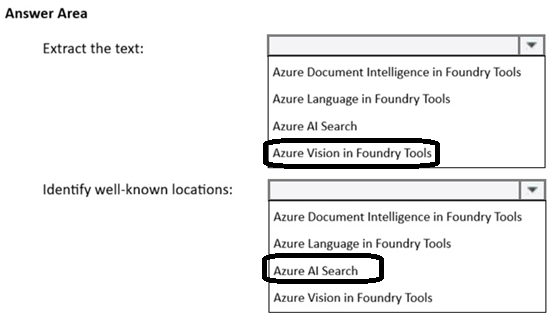 Answer Area
Extract the text:
Azure Document Intelligence in Foundry Tools
Azure Language in Foundry Tools
Azure AI Search
Azure Vision in Foundry Tools
Identify well-known locations:
Azure Document Intelligence in Foundry Tools
Azure Language in Foundry Tools
Azure AI Search
Azure Vision in Foundry Tools